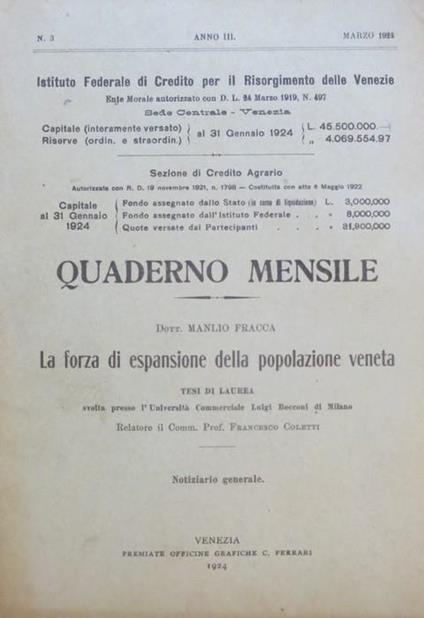 N. 3 ANNO III. MARZO 1924
Istituto Federale di Credito per il Risorgimento delle Venezie
Ente Morale autorizzato con D. L. 24 Marzo 1919, N. 497
Sede Centrale - Venezia
Capitale (interamente versato) } al 31 Gennaio 1924 { L. 45.500.000.—
Riserve (ordin. e straordin.) } { „ 4.069.554.97
Sezione di Credito Agrario
Autorizzata con R. D. 19 novembre 1921, n. 1798 — Costituita con atto 6 Maggio 1922
Capitale { Fondo assegnato dallo Stato (in corso di liquidazione) L. 3,000,000
al 31 Gennaio { Fondo assegnato dall'Istituto Federale . . » 8,000,000
1924 { Quote versate dai Partecipanti . . . » 31,900,000
QUADERNO MENSILE
Dott. MANLIO FRACCA
La forza di espansione della popolazione veneta
TESI DI LAUREA
svolta presso l'Università Commerciale Luigi Bocconi di Milano
Relatore il Comm. Prof. Francesco Coletti
Notiziario generale.
VENEZIA
PREMIATE OFFICINE GRAFICHE C. FERRARI
1924